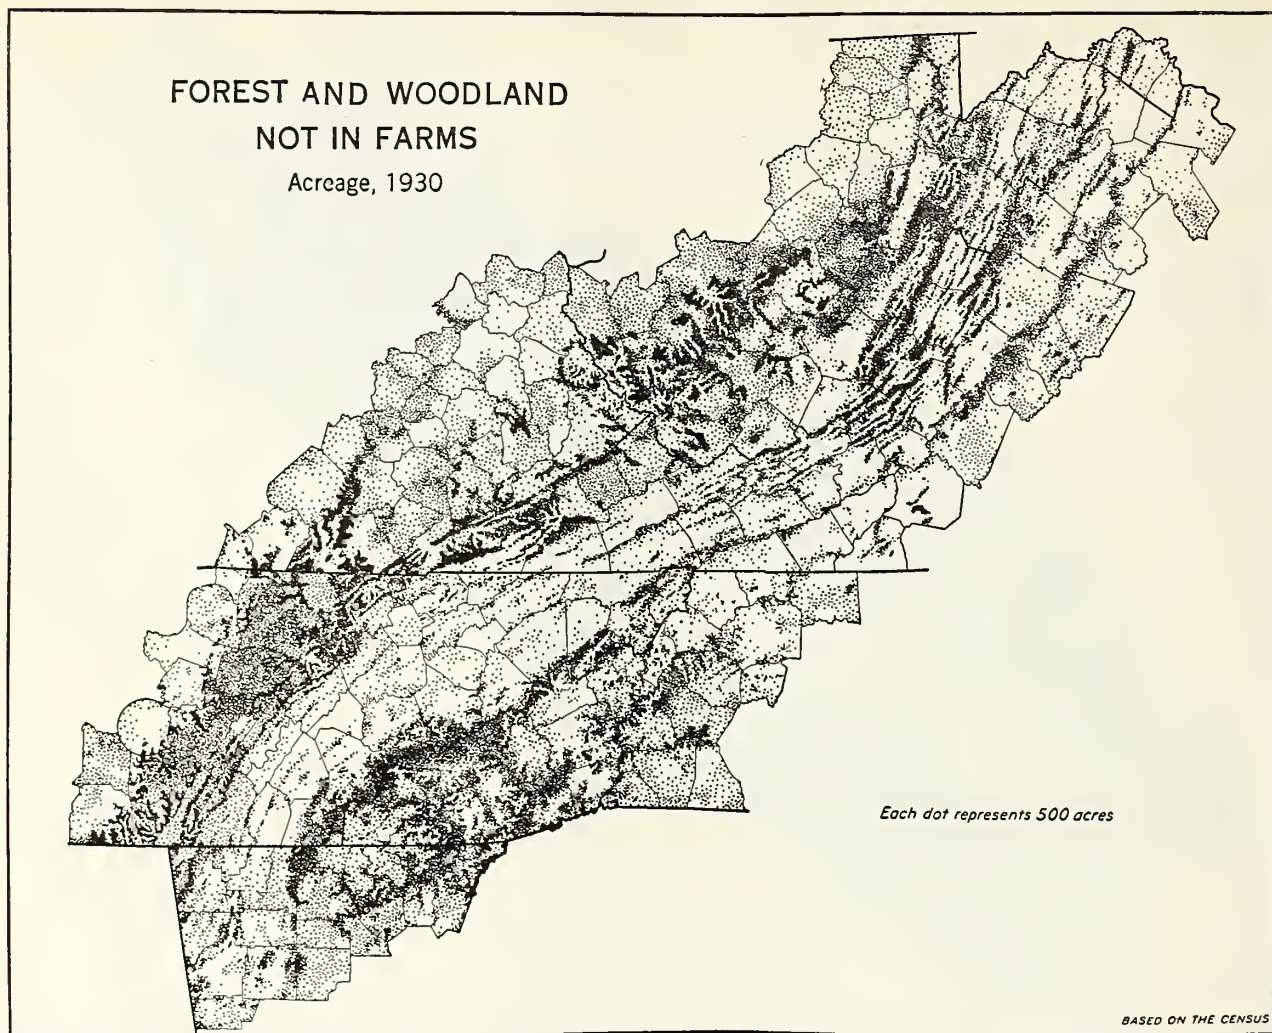 FOREST AND WOODLAND
NOT IN FARMS
Acreage, 1930
Each dot represents 500 acres
BASED ON THE CENSUS